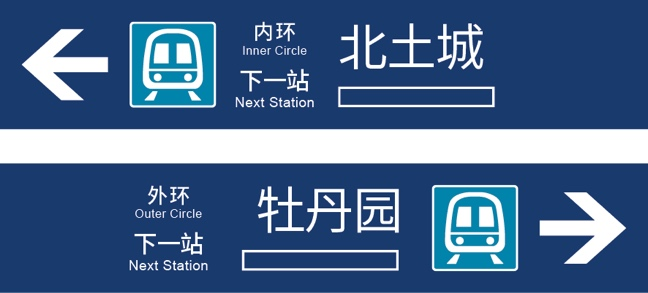 内环
Inner Circle
下一站
Next Station
北土城
外环
Outer Circle
下一站
Next Station
牡丹园